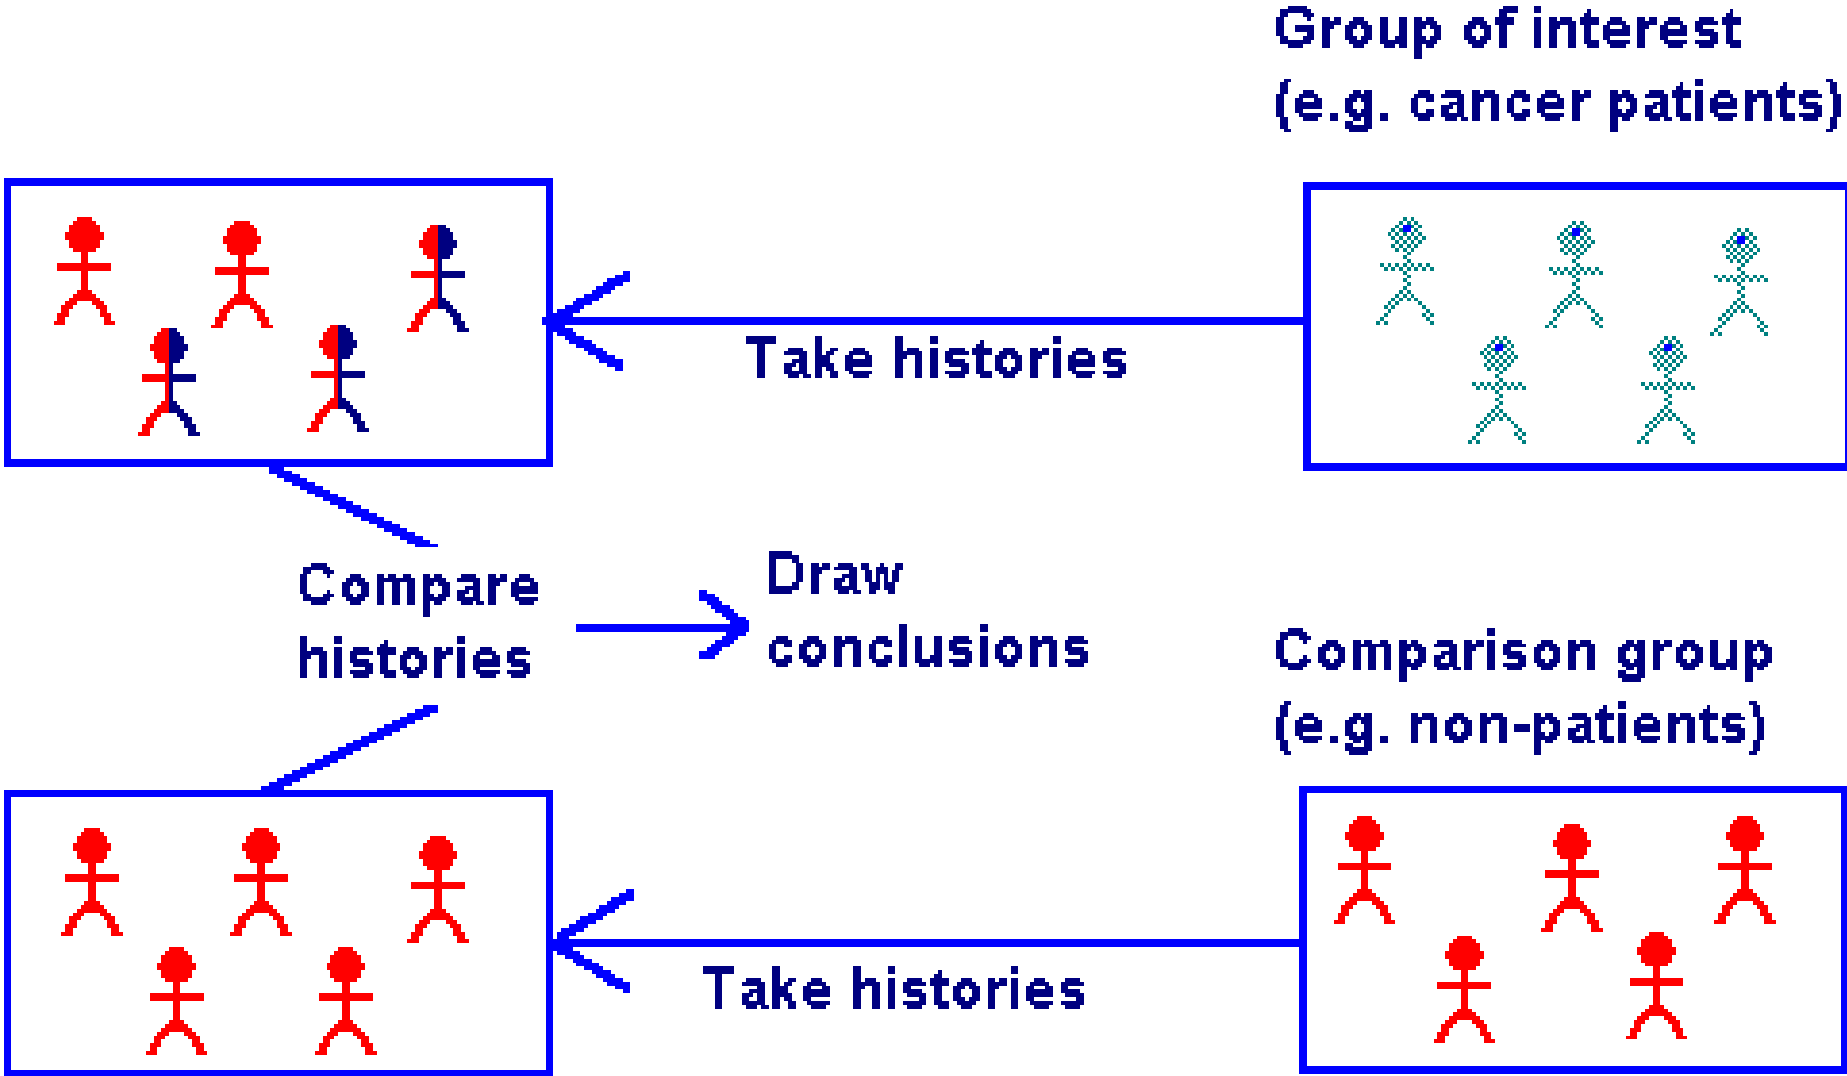 Group of interest
(e.g. cancer patients)
Take histories
Compare
histories
Draw
conclusions
Comparison group
(e.g. non-patients)
Take histories